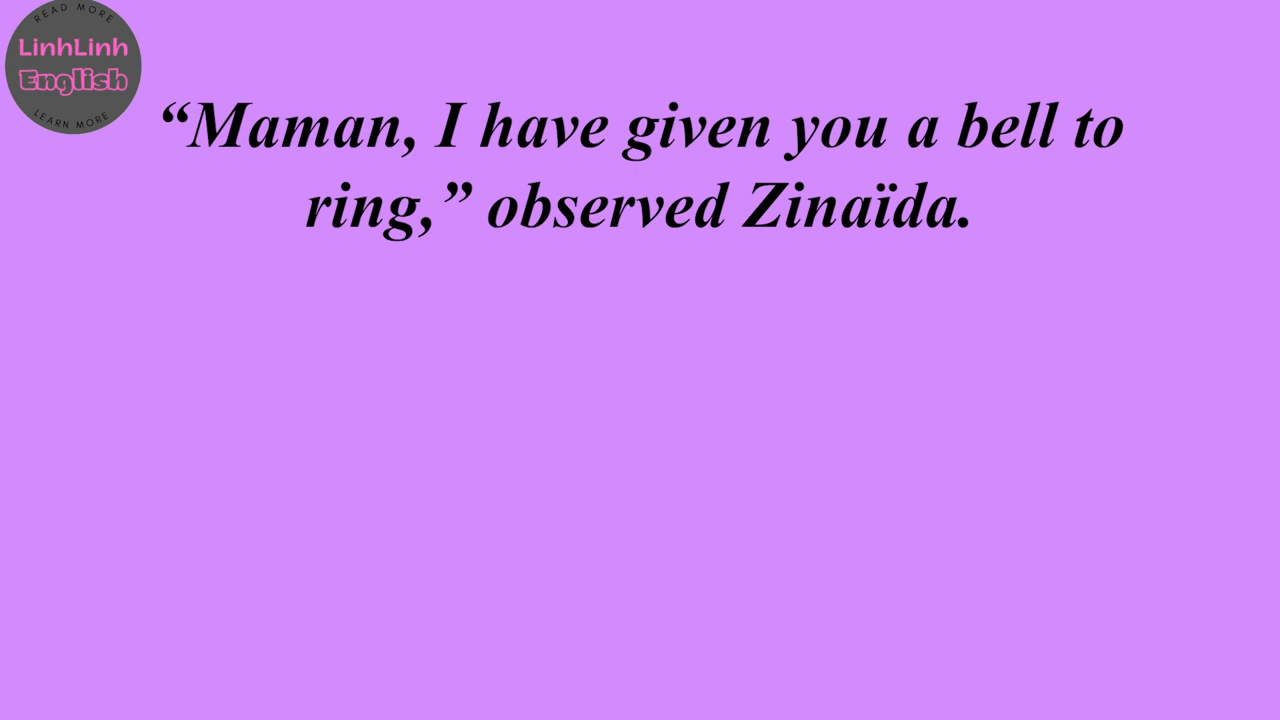 READ MORE
LinhLinh
English
LEARN MORE
“Maman, I have given you a bell to
ring,” observed Zinaïda.